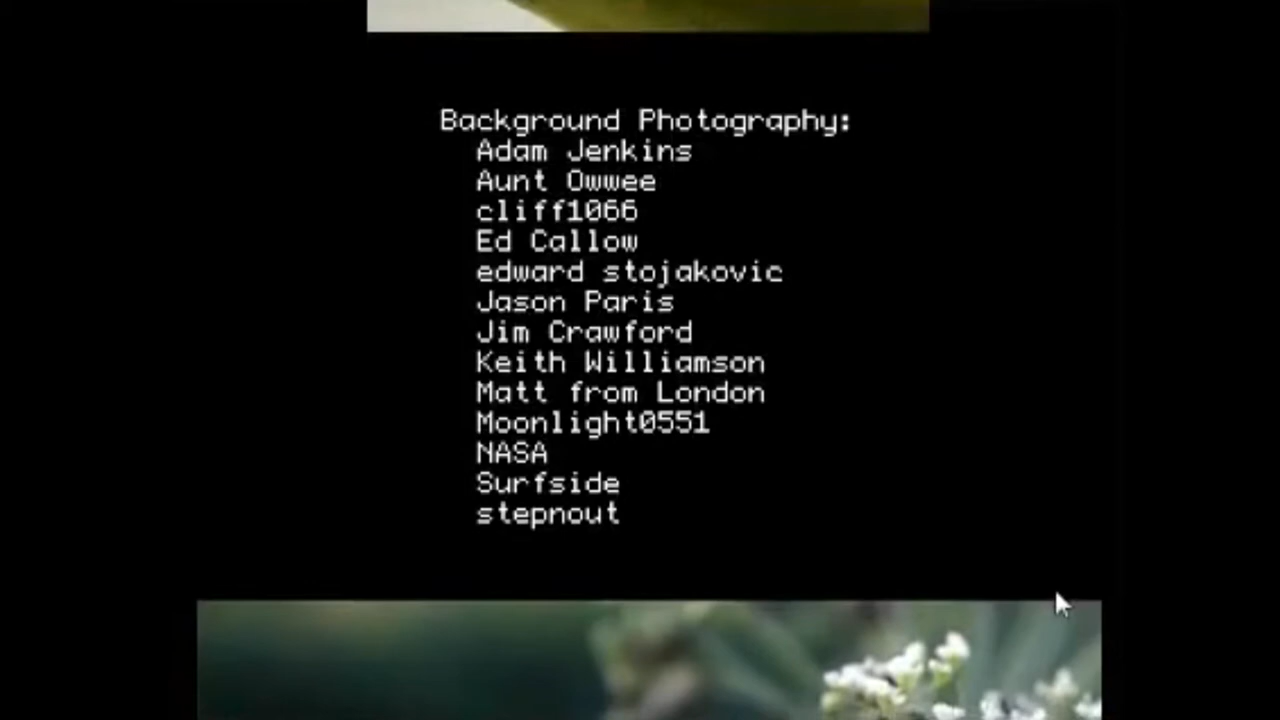 Background Photography:
Adam Jenkins
Aunt Owwee
cliff1066
Ed Callow
edward stojakovic
Jason Paris
Jim Crawford
Keith Williamson
Matt from London
Moonlight0551
NASA
Surfside
stepnout